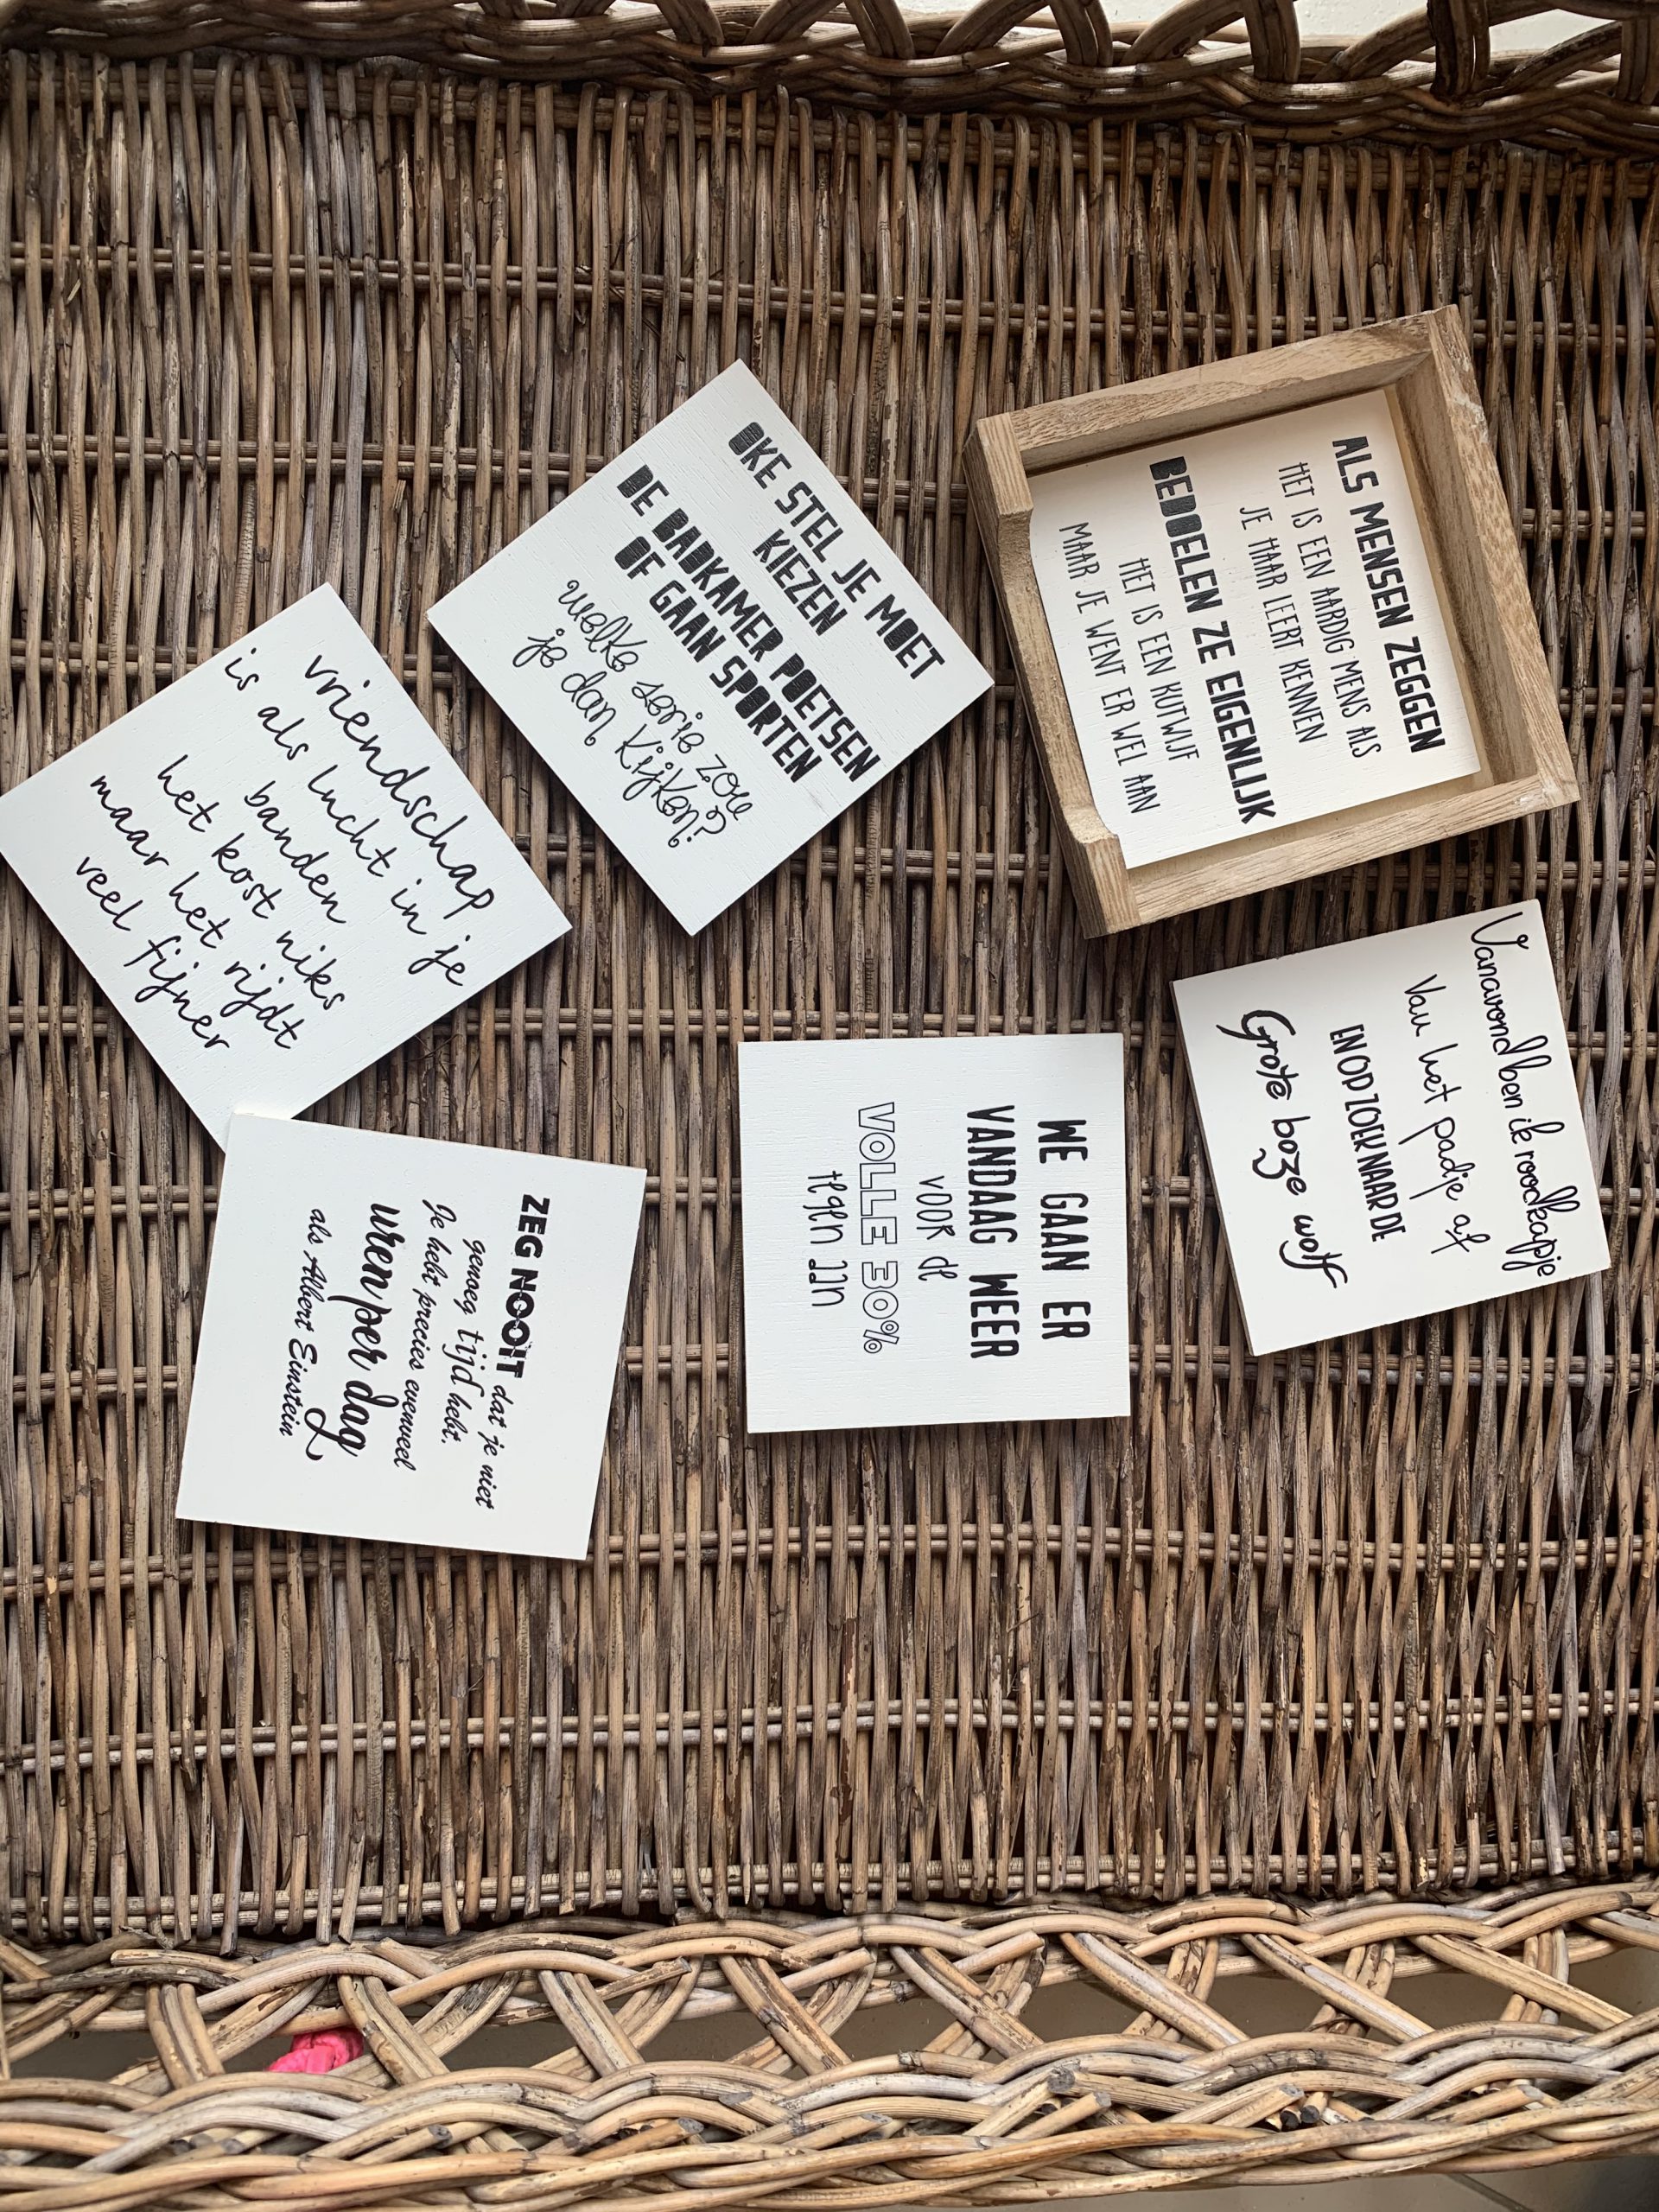 ALS MENSEN ZEGGEN
HET IS EEN AARDIG MENS ALS
JE HAAR LEERT KENNEN
BEDOELEN ZE EIGENLIJK
HET IS EEN KUTWIJF
MAAR JE WENT ER WEL AAN
Vanavond ben ik roodkapje
Van het padje af
EN OP ZOEK NAAR DE
Grote boze wolf
OKE STEL JE MOET
KIEZEN
DE BADKAMER POETSEN
OF GAAN SPORTEN
welke serie zou
je dan kijken?
WE GAAN ER
VANDAAG WEER
VOOR de
VOLLE 30%
tegen aan
vriendschap
is als lucht in je
banden
het kost niks
maar het rijdt
veel fijner
ZEG NOOIT dat je niet
genoeg tijd hebt.
Je hebt precies evenveel
uren per dag
als Albert Einstein